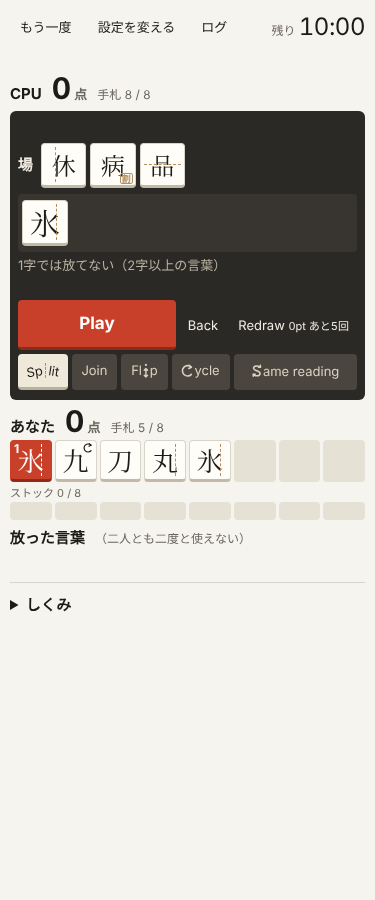 もう一度 設定を変える ログ 残り 10:00
CPU 0点 手札 8 / 8
場 休 病 割 品
氷
1字では放てない（2字以上の言葉）
Play Back Redraw 0pt あと5回
Split Join Flip Cycle Same reading
あなた 0点 手札 5 / 8
1 氷 九 刀 丸 氷
ストック 0 / 8
放った言葉 （二人とも二度と使えない）
▶ しくみ